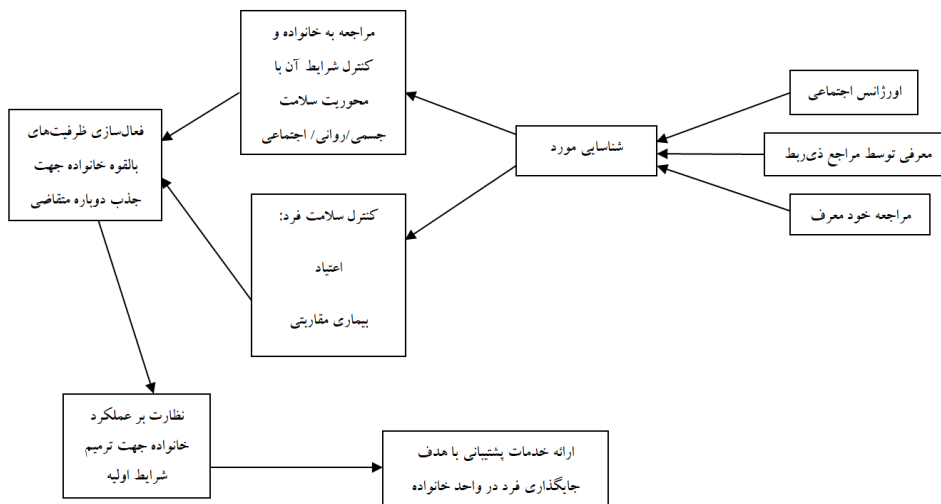 اورژانس اجتماعی
معرفی توسط مراجع ذی‌ربط
مراجعه خود معرف
شناسایی مورد
مراجعه به خانواده و
کنترل شرایط آن با
محوریت سلامت
جسمی/روانی/ اجتماعی
کنترل سلامت فرد:
اعتیاد
بیماری مقاربتی
فعال‌سازی ظرفیت‌های
بالقوه خانواده جهت
جذب دوباره متقاضی
نظارت بر عملکرد
خانواده جهت ترمیم
شرایط اولیه
ارائه خدمات پشتیبانی با هدف
جایگذاری فرد در واحد خانواده